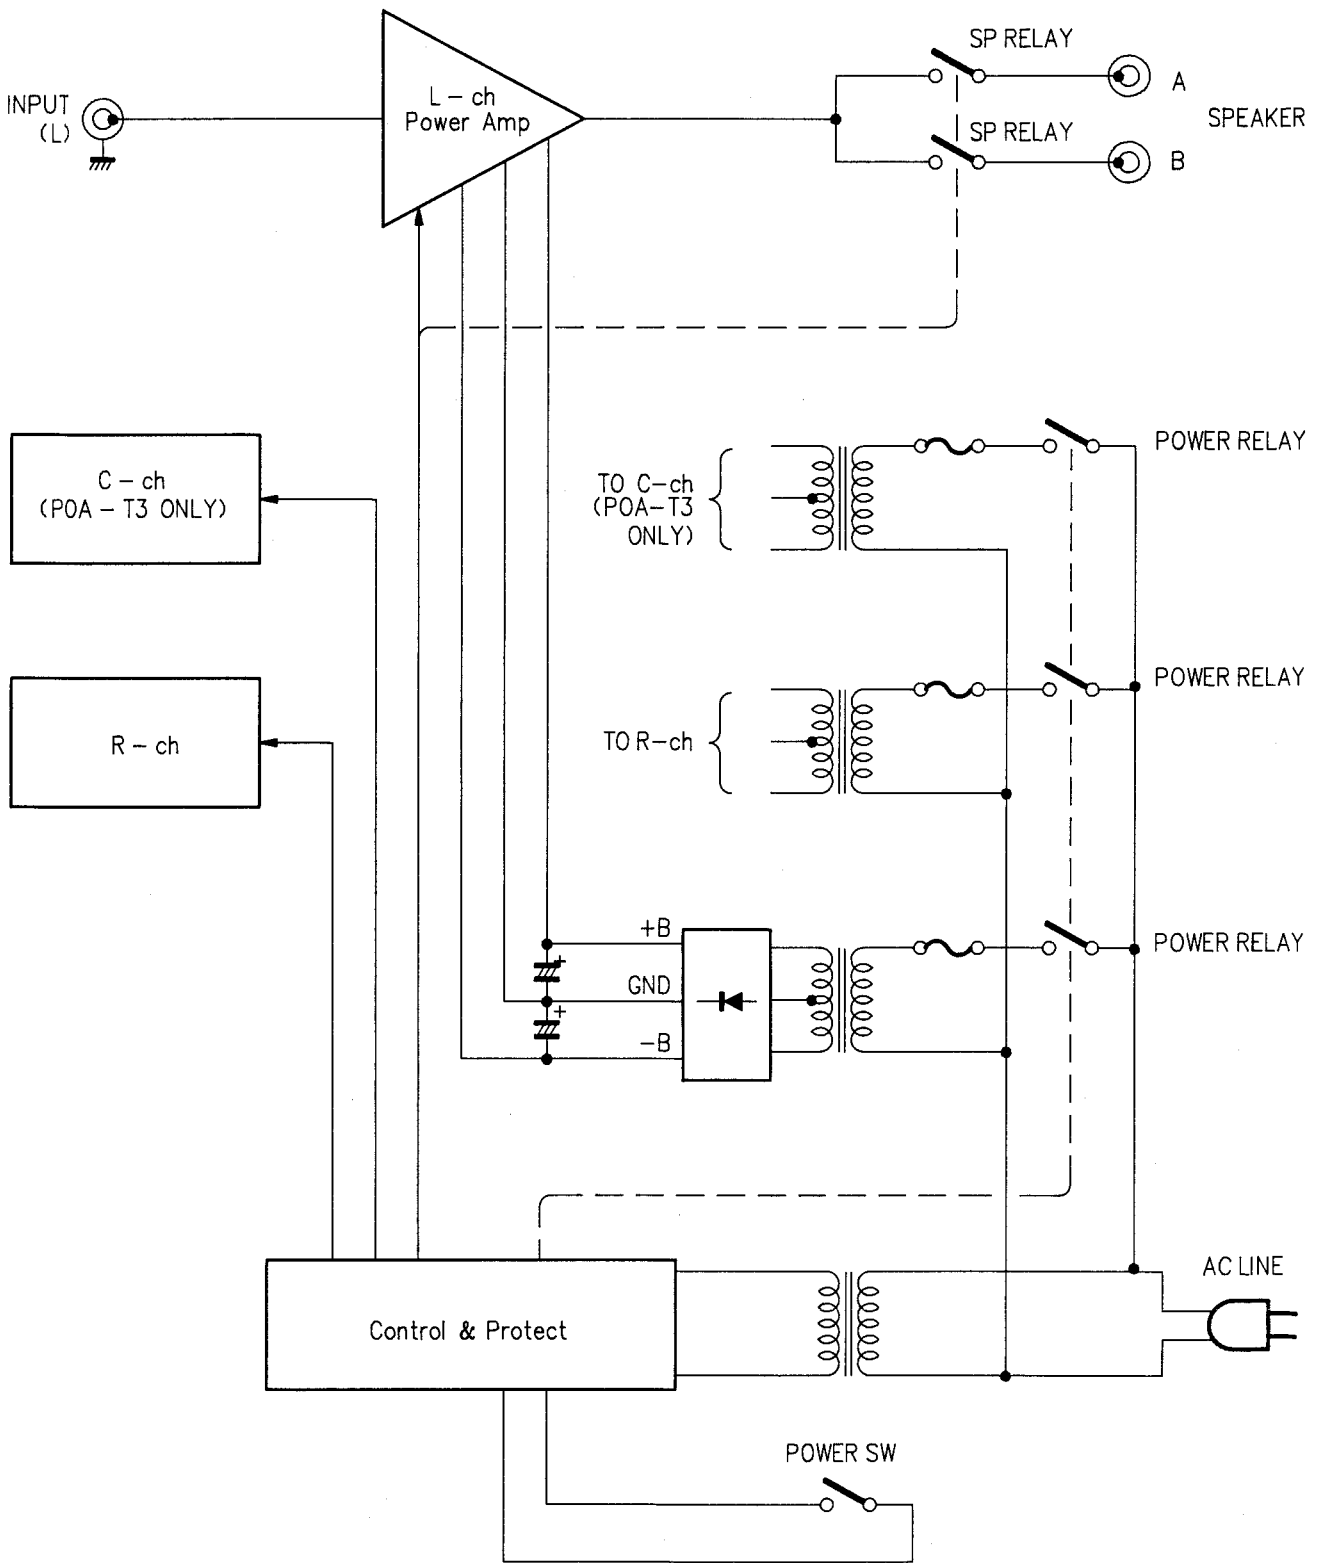 SP RELAY
A
INPUT
(L)
L - ch
Power Amp
SPEAKER
SP RELAY
B
POWER RELAY
C - ch
(POA - T3 ONLY)
TO C-ch
(POA-T3
ONLY)
POWER RELAY
R - ch
TO R-ch
+B
POWER RELAY
GND
+
+
-B
AC LINE
Control & Protect
POWER SW